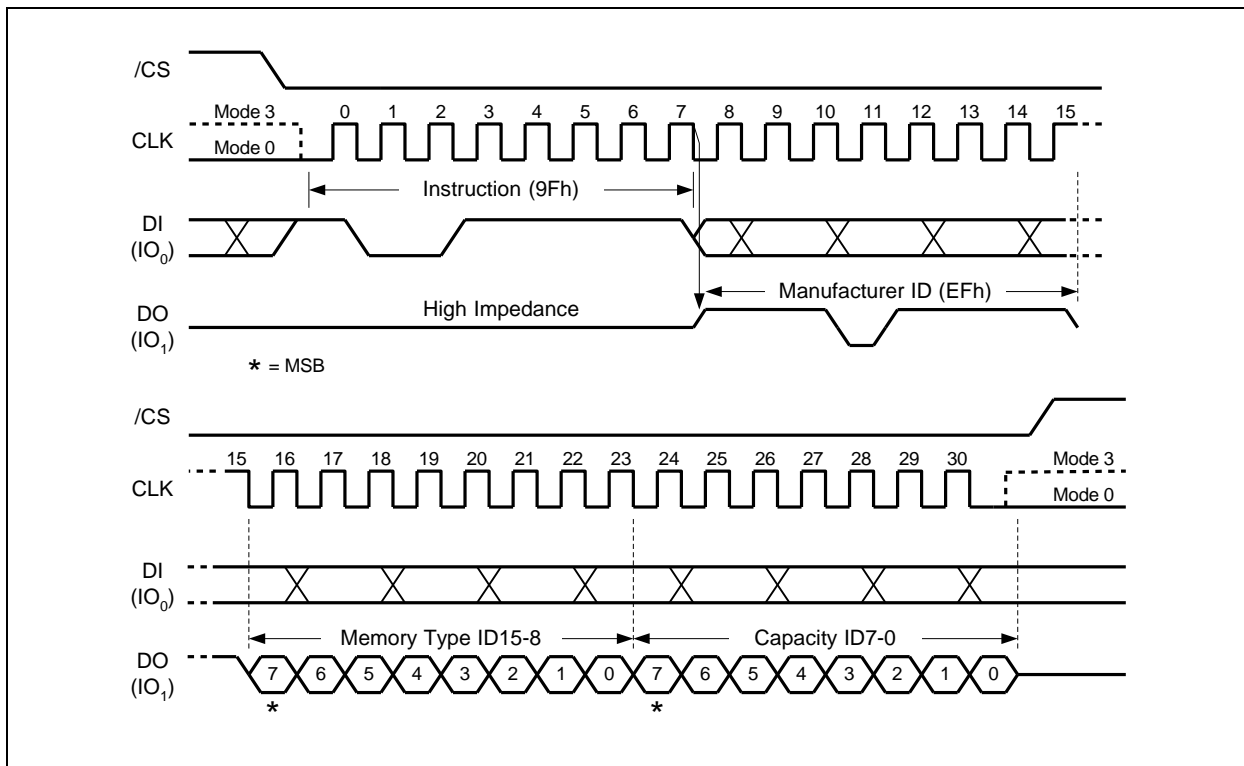 /CS
Mode 3 0 1 2 3 4 5 6 7 8 9 10 11 12 13 14 15
CLK
Mode 0
Instruction (9Fh)
DI
(IO0)
Manufacturer ID (EFh)
High Impedance
DO
(IO1)
* = MSB
/CS
15 16 17 18 19 20 21 22 23 24 25 26 27 28 29 30 Mode 3
CLK
Mode 0
DI
(IO0)
Memory Type ID15-8 Capacity ID7-0
DO
(IO1)
7 6 5 4 3 2 1 0 7 6 5 4 3 2 1 0
* *